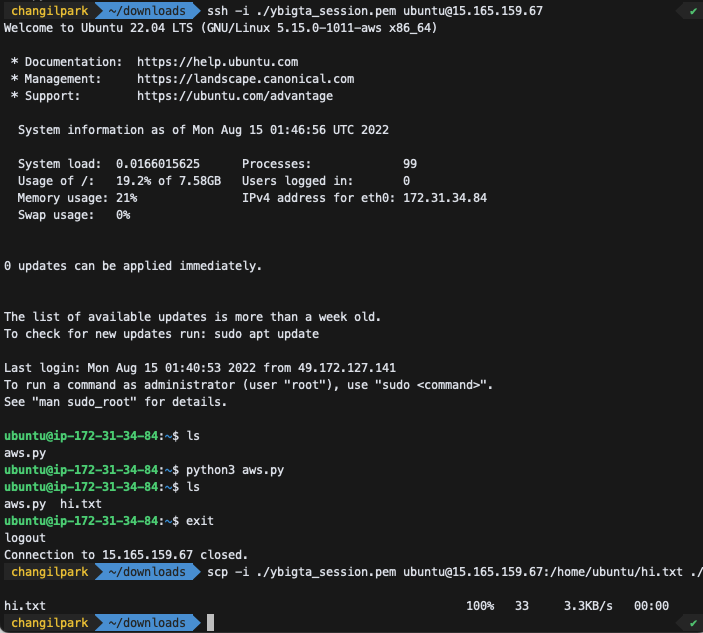 changilpark ~/downloads ssh -i ./ybigta_session.pem ubuntu@15.165.159.67 ✔
Welcome to Ubuntu 22.04 LTS (GNU/Linux 5.15.0-1011-aws x86_64)
* Documentation: https://help.ubuntu.com
* Management: https://landscape.canonical.com
* Support: https://ubuntu.com/advantage
System information as of Mon Aug 15 01:46:56 UTC 2022
System load: 0.0166015625 Processes: 99
Usage of /: 19.2% of 7.58GB Users logged in: 0
Memory usage: 21% IPv4 address for eth0: 172.31.34.84
Swap usage: 0%
0 updates can be applied immediately.
The list of available updates is more than a week old.
To check for new updates run: sudo apt update
Last login: Mon Aug 15 01:40:53 2022 from 49.172.127.141
To run a command as administrator (user "root"), use "sudo <command>".
See "man sudo_root" for details.
ubuntu@ip-172-31-34-84:~$ ls
aws.py
ubuntu@ip-172-31-34-84:~$ python3 aws.py
ubuntu@ip-172-31-34-84:~$ ls
aws.py hi.txt
ubuntu@ip-172-31-34-84:~$ exit
logout
Connection to 15.165.159.67 closed.
changilpark ~/downloads scp -i ./ybigta_session.pem ubuntu@15.165.159.67:/home/ubuntu/hi.txt ./
hi.txt 100% 33 3.3KB/s 00:00
changilpark ~/downloads ✔